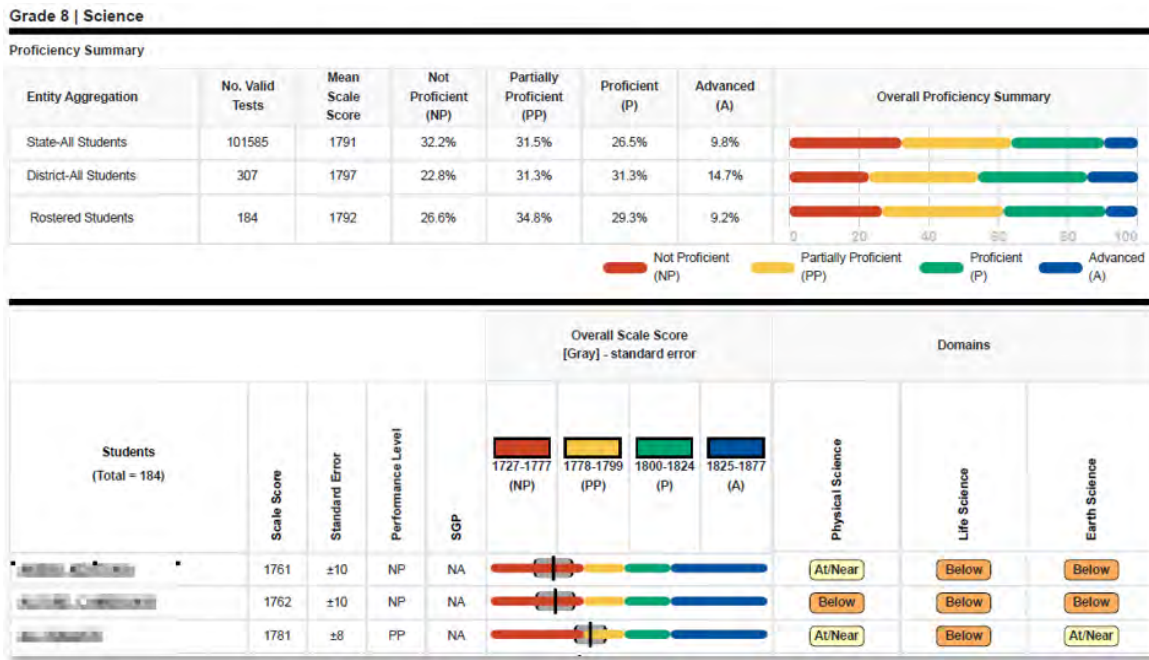 Grade 8 | Science
Proficiency Summary
Entity Aggregation No. Valid Tests Mean Scale Score Not Proficient (NP) Partially Proficient (PP) Proficient (P) Advanced (A) Overall Proficiency Summary
State-All Students 101585 1791 32.2% 31.5% 26.5% 9.8%
District-All Students 307 1797 22.8% 31.3% 31.3% 14.7%
Rostered Students 184 1792 26.6% 34.8% 29.3% 9.2%
0 20 40 60 80 100
Not Proficient (NP) Partially Proficient (PP) Proficient (P) Advanced (A)
Overall Scale Score
[Gray] - standard error
Domains
Students
(Total = 184)
Scale Score
Standard Error
Performance Level
SGP
1727-1777 1778-1799 1800-1824 1825-1877
(NP) (PP) (P) (A)
Physical Science
Life Science
Earth Science
1761 ±10 NP NA At/Near Below Below
1762 ±10 NP NA Below Below Below
1781 ±8 PP NA At/Near Below At/Near